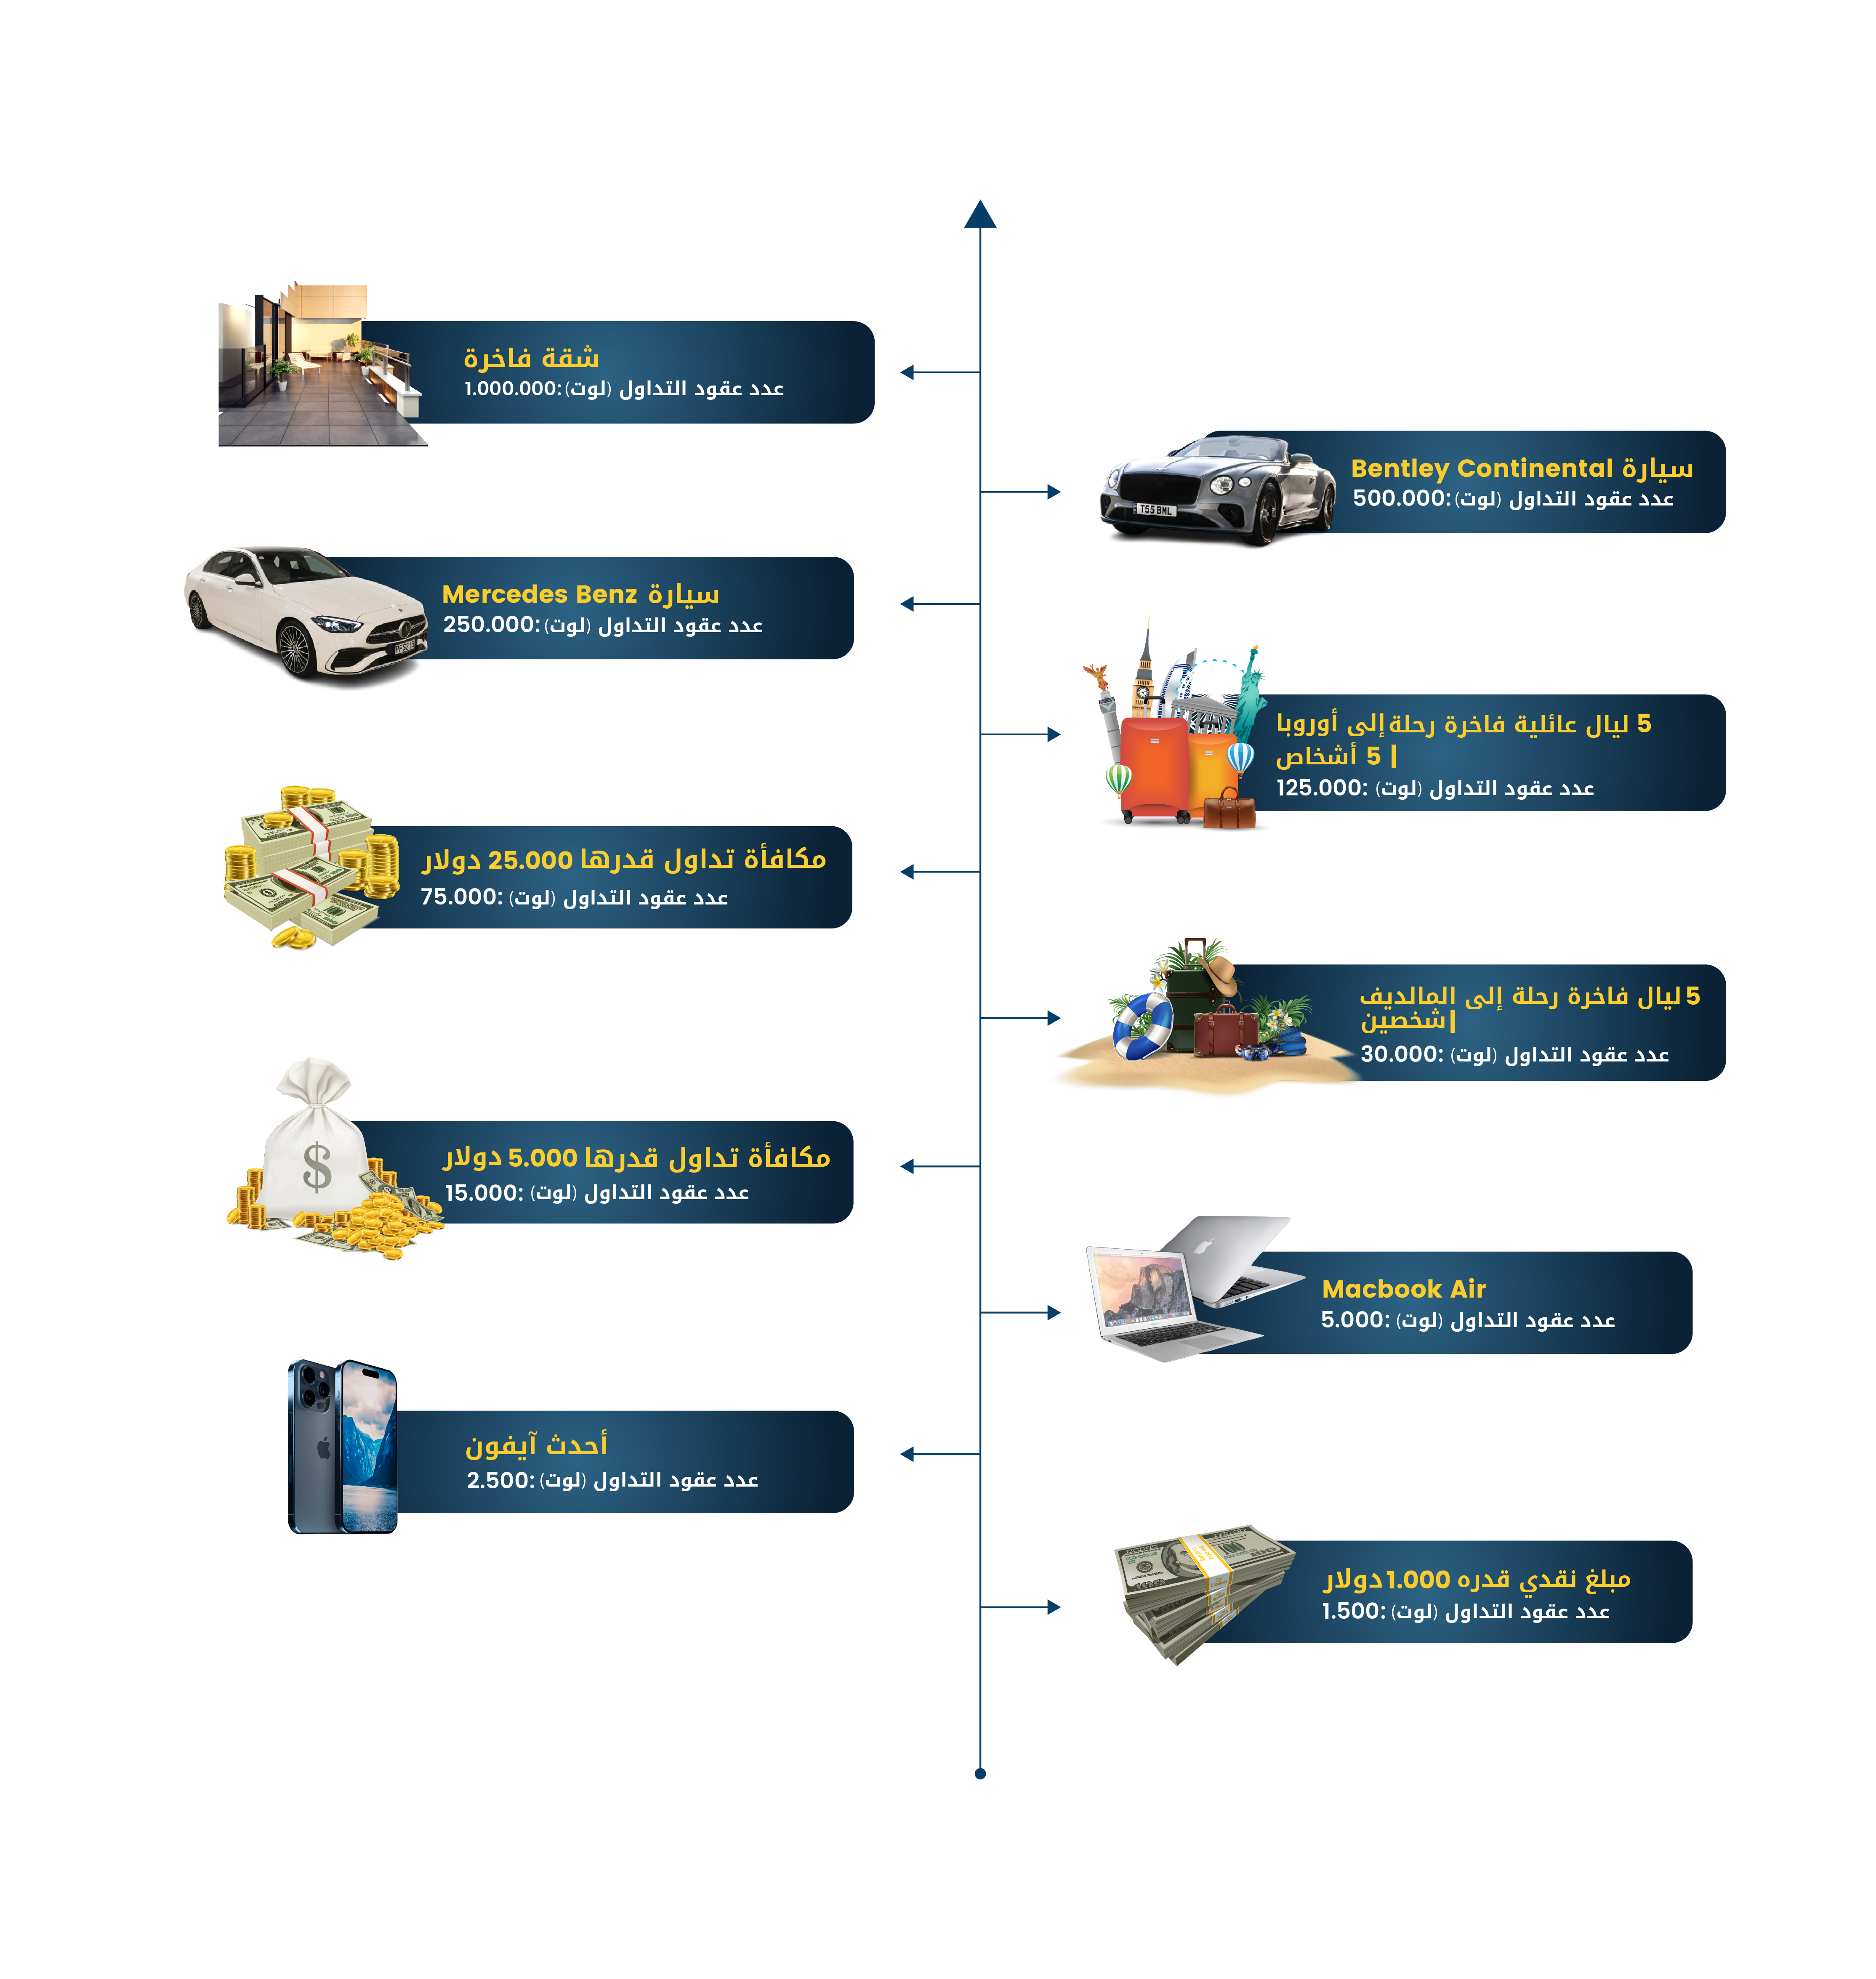 شقة فاخرة
عدد عقود التداول (لوت):1.000.000
سيارة Bentley Continental
عدد عقود التداول (لوت):500.000
T55 BML
سيارة Mercedes Benz
عدد عقود التداول (لوت):250.000
5 ليال عائلية فاخرة رحلة إلى أوروبا
| 5 أشخاص
عدد عقود التداول (لوت) :125.000
مكافأة تداول قدرها 25.000 دولار
عدد عقود التداول (لوت) :75.000
5 ليال فاخرة رحلة إلى المالديف
|شخصين
عدد عقود التداول (لوت) :30.000
$
مكافأة تداول قدرها 5.000 دولار
عدد عقود التداول (لوت) :15.000
Macbook Air
عدد عقود التداول (لوت) :5.000
أحدث آيفون
عدد عقود التداول (لوت) :2.500
مبلغ نقدي قدره 1.000 دولار
عدد عقود التداول (لوت) :1.500